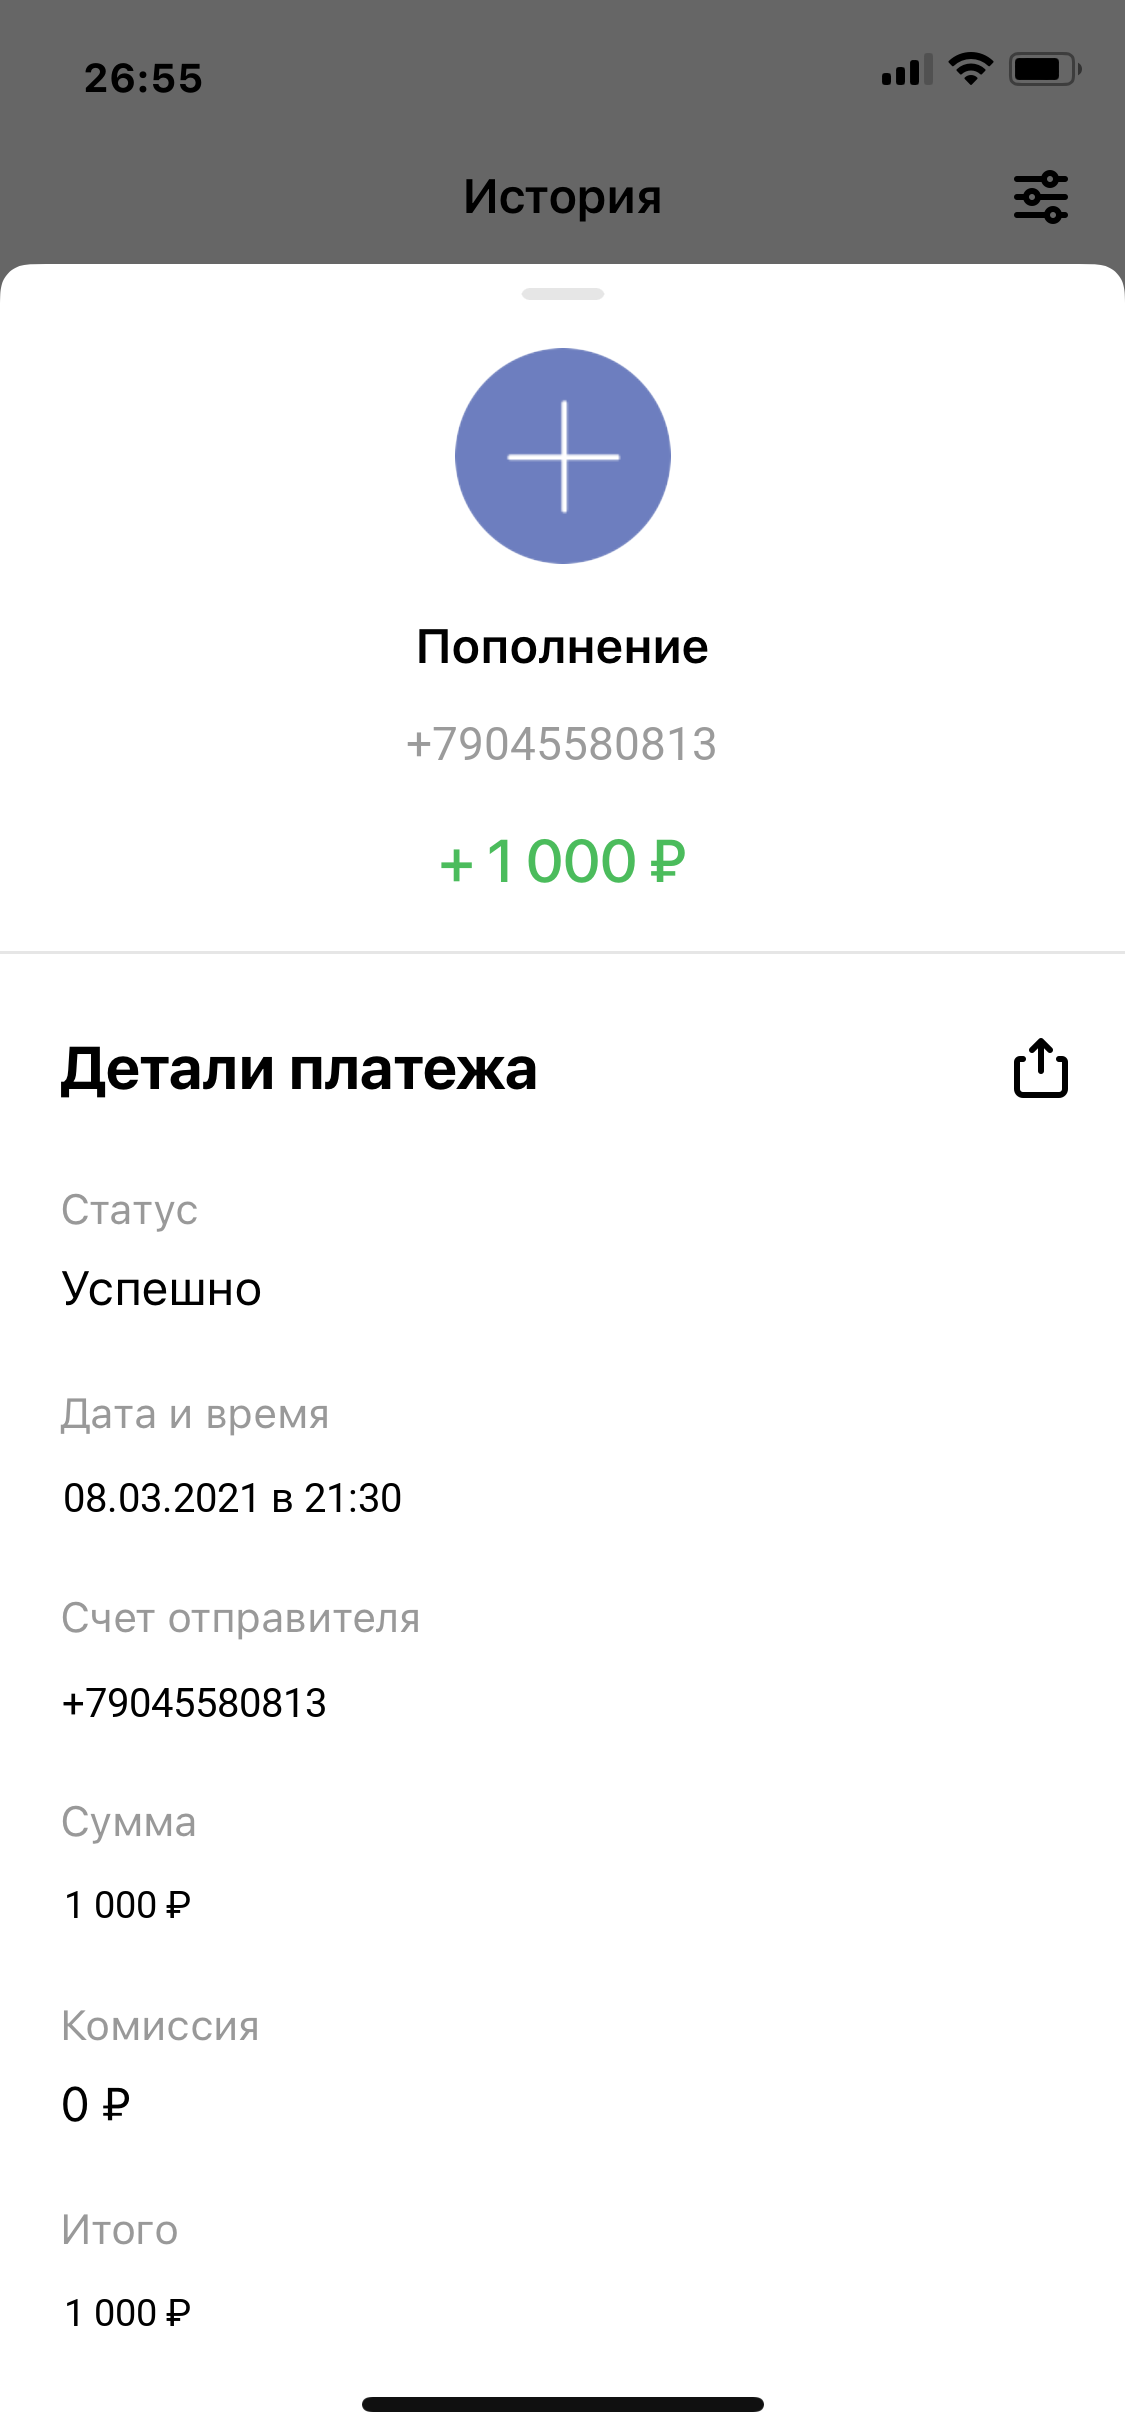 26:55
История
Пополнение
+79045580813
+ 1 000 ₽
Детали платежа
Статус
Успешно
Дата и время
08.03.2021 в 21:30
Счет отправителя
+79045580813
Сумма
1 000 ₽
Комиссия
0 ₽
Итого
1 000 ₽